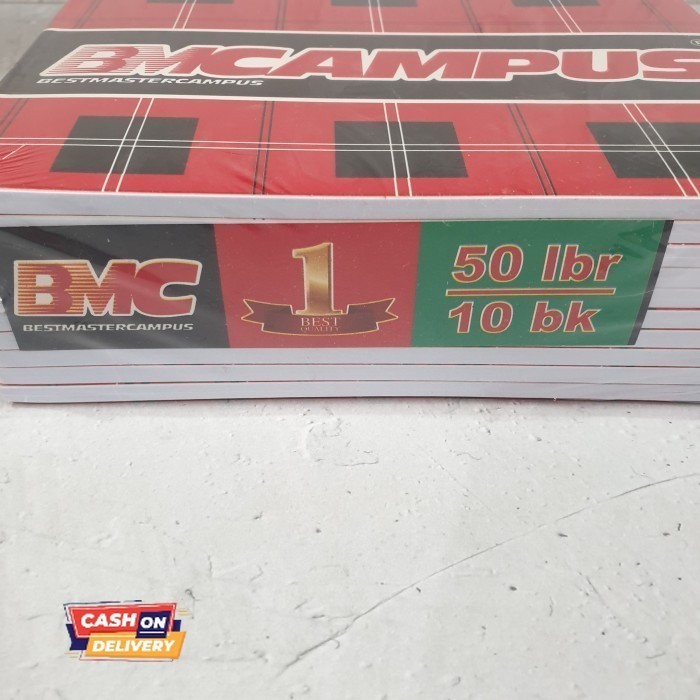 BMCAMPUS
BESTMASTERCAMPUS
BMC
BESTMASTERCAMPUS
1
BEST
QUALITY
50 lbr
10 bk
CASH ON
DELIVERY